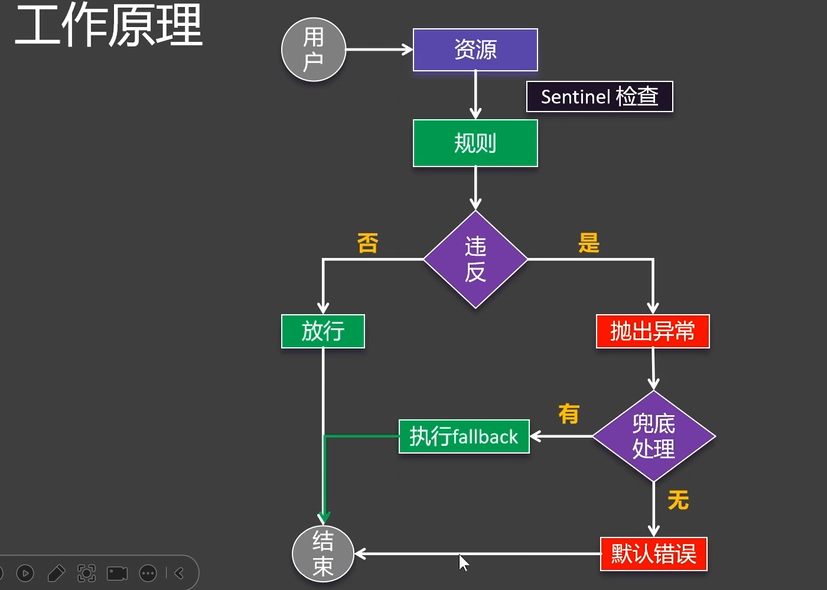 工作原理
用
户
资源
Sentinel 检查
规则
违
反
否
是
放行
抛出异常
有
执行fallback
兜底
处理
无
结
束
默认错误